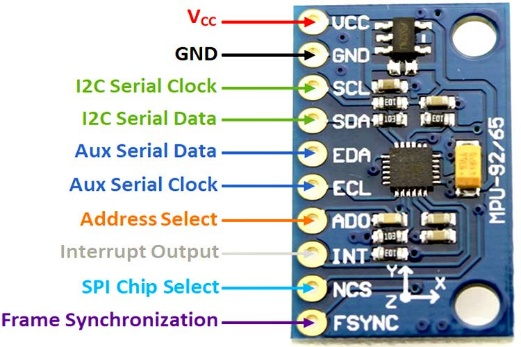 VCC VCC
GND GND
I2C Serial Clock SCL
I2C Serial Data SDA
Aux Serial Data EDA
Aux Serial Clock ECL
Address Select ADO
Interrupt Output INT
SPI Chip Select NCS
Frame Synchronization FSYNC
MPU-92/65
Y
X
Z